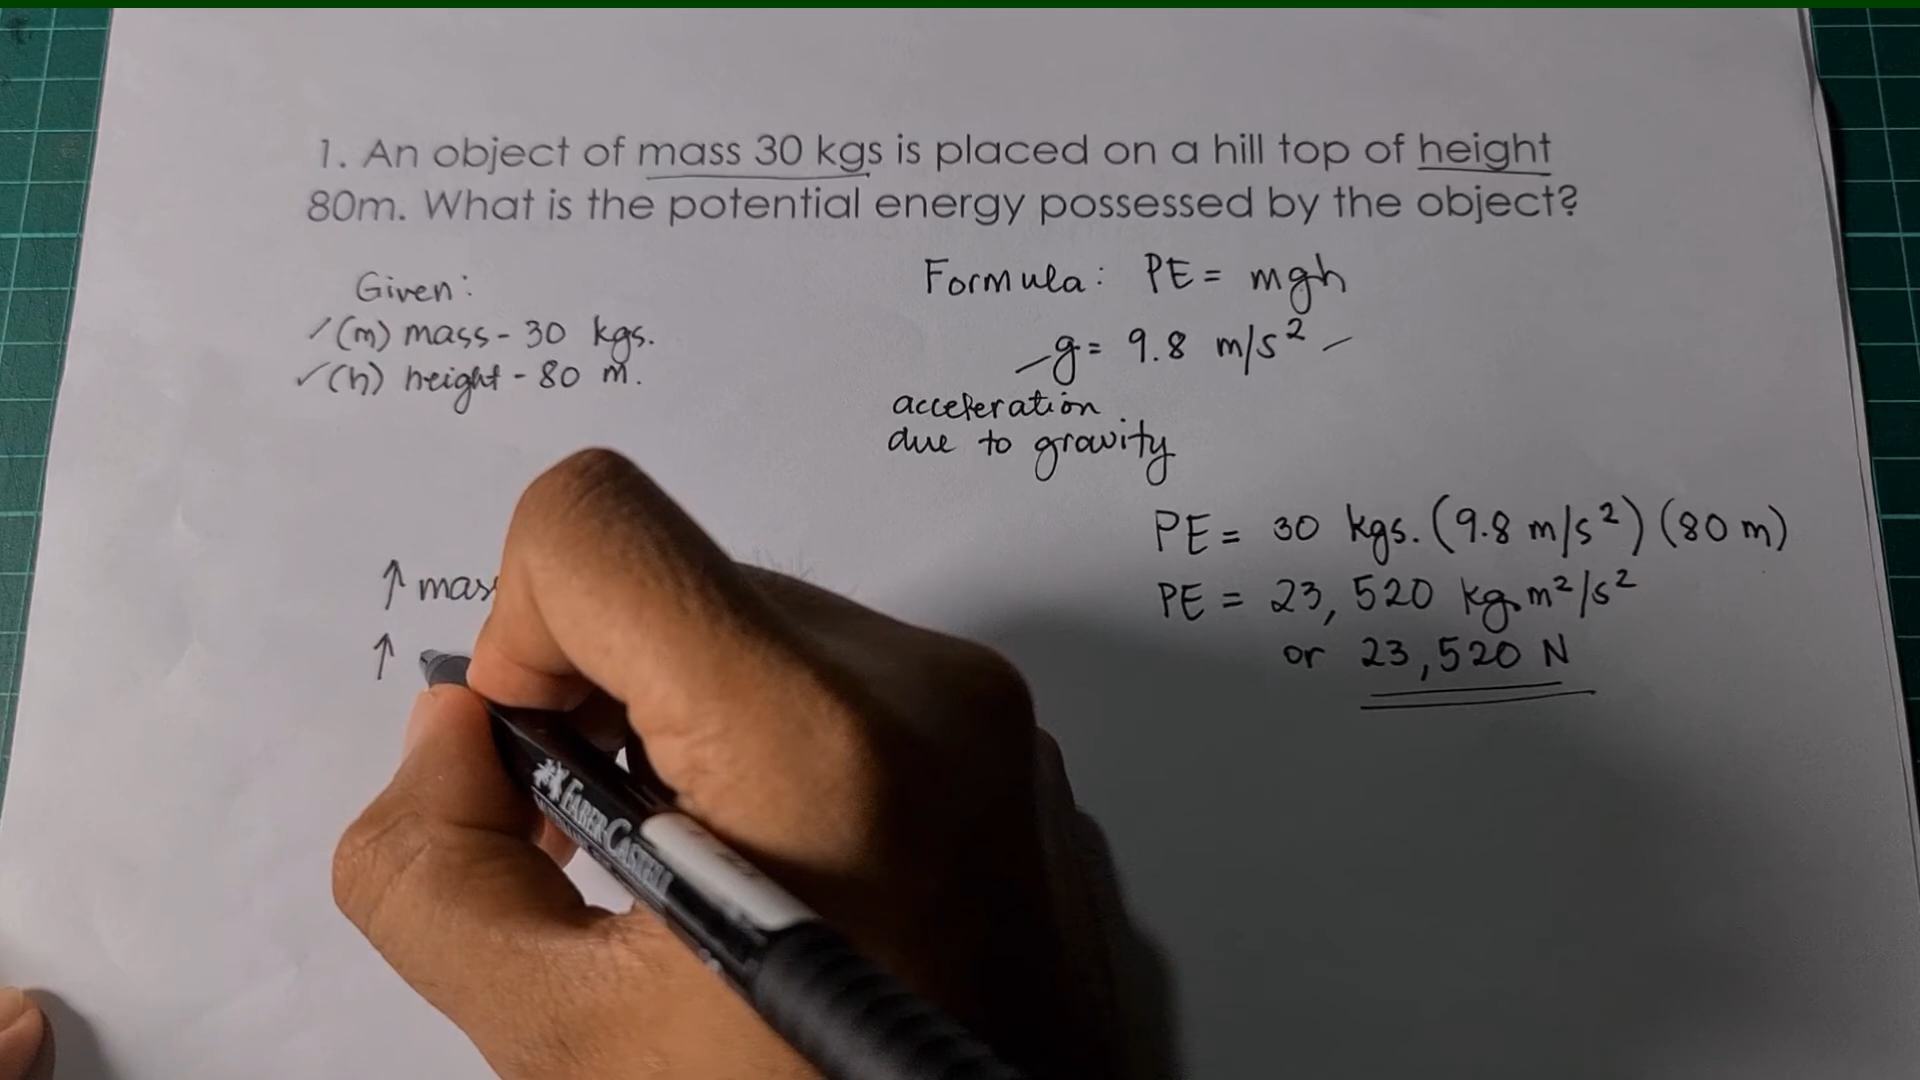 1. An object of mass 30 kgs is placed on a hill top of height
80m. What is the potential energy possessed by the object?
Given:
(m) mass - 30 kgs.
(h) height - 80 m.
Formula: PE = mgh
g = 9.8 m/s²
acceleration
due to gravity
PE = 30 kgs. (9.8 m/s²) (80 m)
PE = 23,520 kg m²/s²
or 23,520 N
↑ mass
↑
FABER-CASTELL